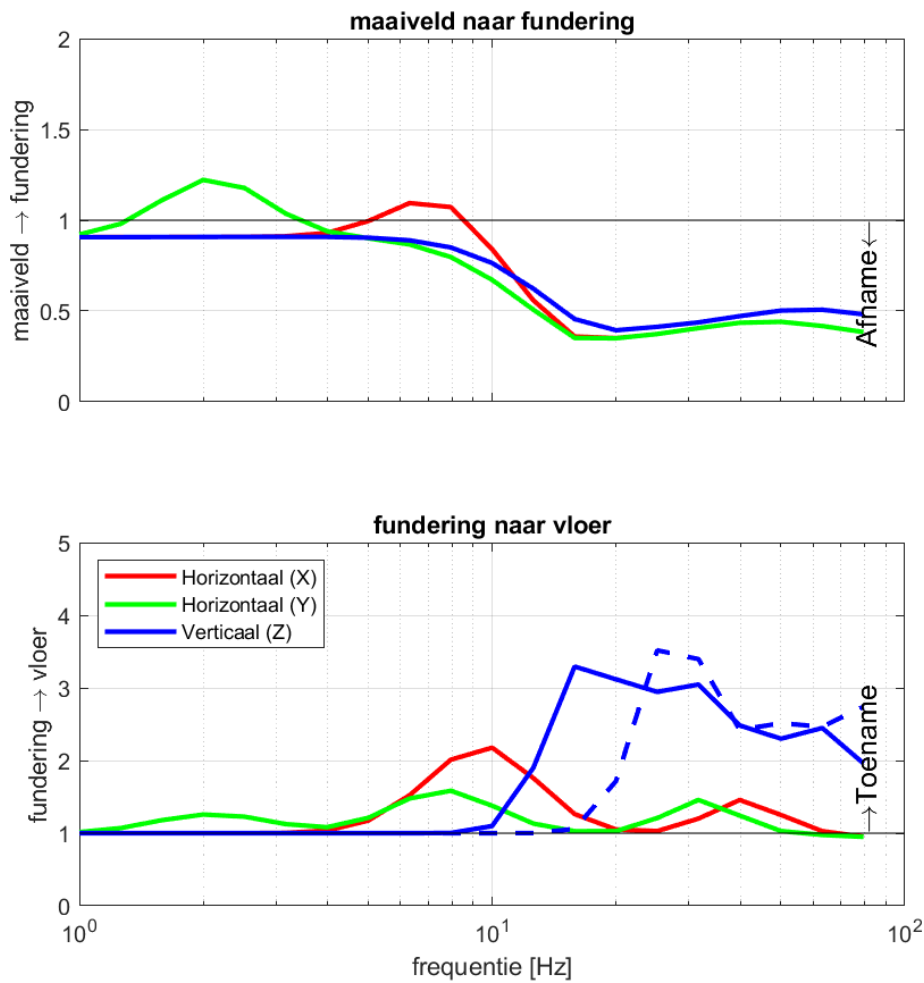 maaiveld naar fundering
2
1.5
1
0.5
0
maaiveld → fundering
Afname←
fundering naar vloer
5
4
3
2
1
0
fundering → vloer
Horizontaal (X)
Horizontaal (Y)
Verticaal (Z)
→Toename
10⁰
10¹
10²
frequentie [Hz]